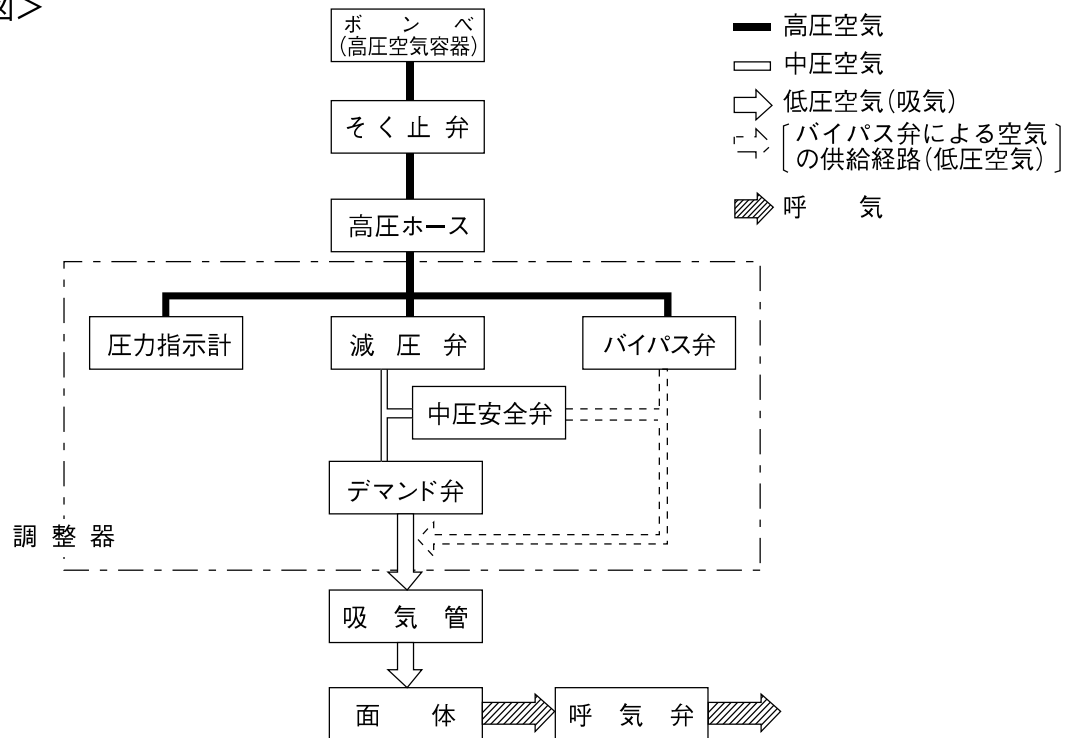 図＞
ボンベ
(高圧空気容器)
そく止弁
高圧ホース
圧力指示計
減圧弁
バイパス弁
中圧安全弁
デマンド弁
調整器
吸気管
面体
呼気弁
高圧空気
中圧空気
低圧空気(吸気)
バイパス弁による空気
の供給経路(低圧空気)
呼気